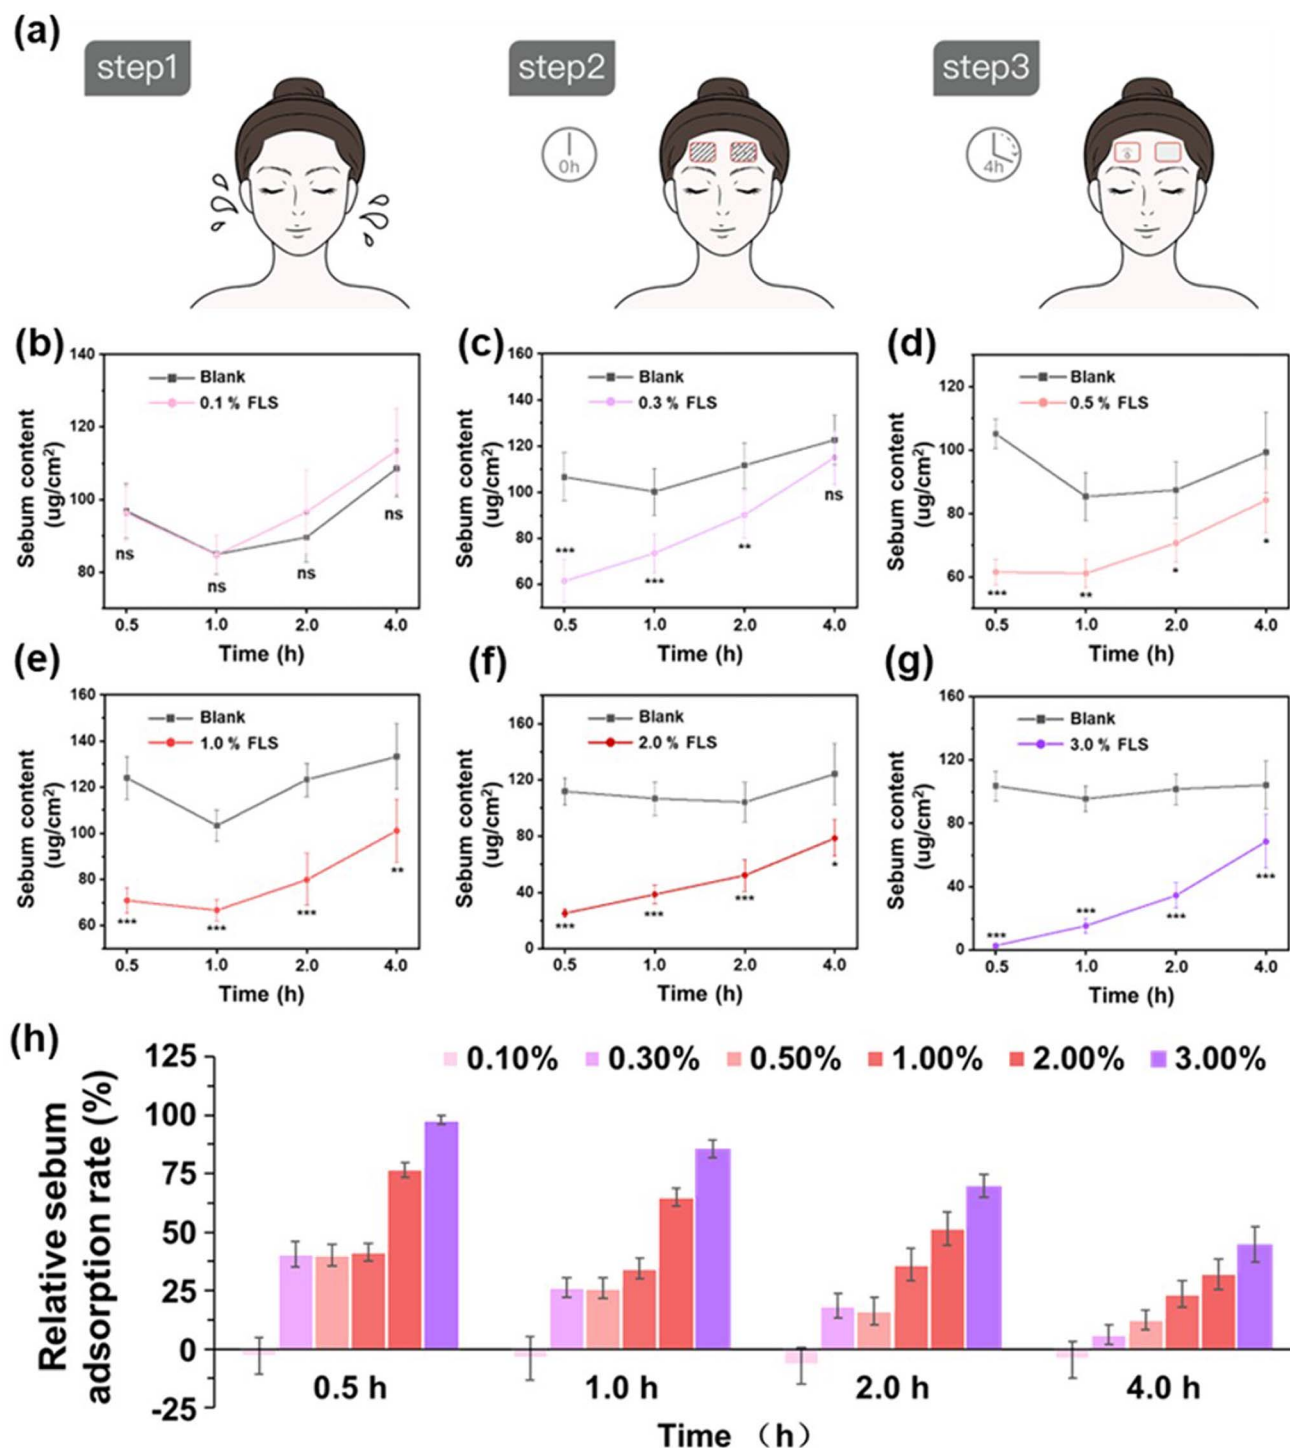 (a)
step1
step2
step3
0h
4h
(b)
140
120
100
80
Sebum content
(ug/cm²)
Blank
0.1 % FLS
ns
ns
ns
ns
0.5
1.0
2.0
4.0
Time (h)
(c)
160
140
120
100
80
60
Sebum content
(ug/cm²)
Blank
0.3 % FLS
***
***
**
ns
0.5
1.0
2.0
4.0
Time (h)
(d)
120
100
80
60
Sebum content
(ug/cm²)
Blank
0.5 % FLS
***
**
*
*
0.5
1.0
2.0
4.0
Time (h)
(e)
160
140
120
100
80
60
Sebum content
(ug/cm²)
Blank
1.0 % FLS
***
***
***
**
0.5
1.0
2.0
4.0
Time (h)
(f)
160
120
80
40
0
Sebum content
(ug/cm²)
Blank
2.0 % FLS
***
***
***
*
0.5
1.0
2.0
4.0
Time (h)
(g)
160
120
80
40
0
Sebum content
(ug/cm²)
Blank
3.0 % FLS
***
***
***
***
0.5
1.0
2.0
4.0
Time (h)
(h)
125
100
75
50
25
0
-25
Relative sebum
adsorption rate (%)
0.10% 0.30% 0.50% 1.00% 2.00% 3.00%
0.5 h 1.0 h 2.0 h 4.0 h
Time （h）